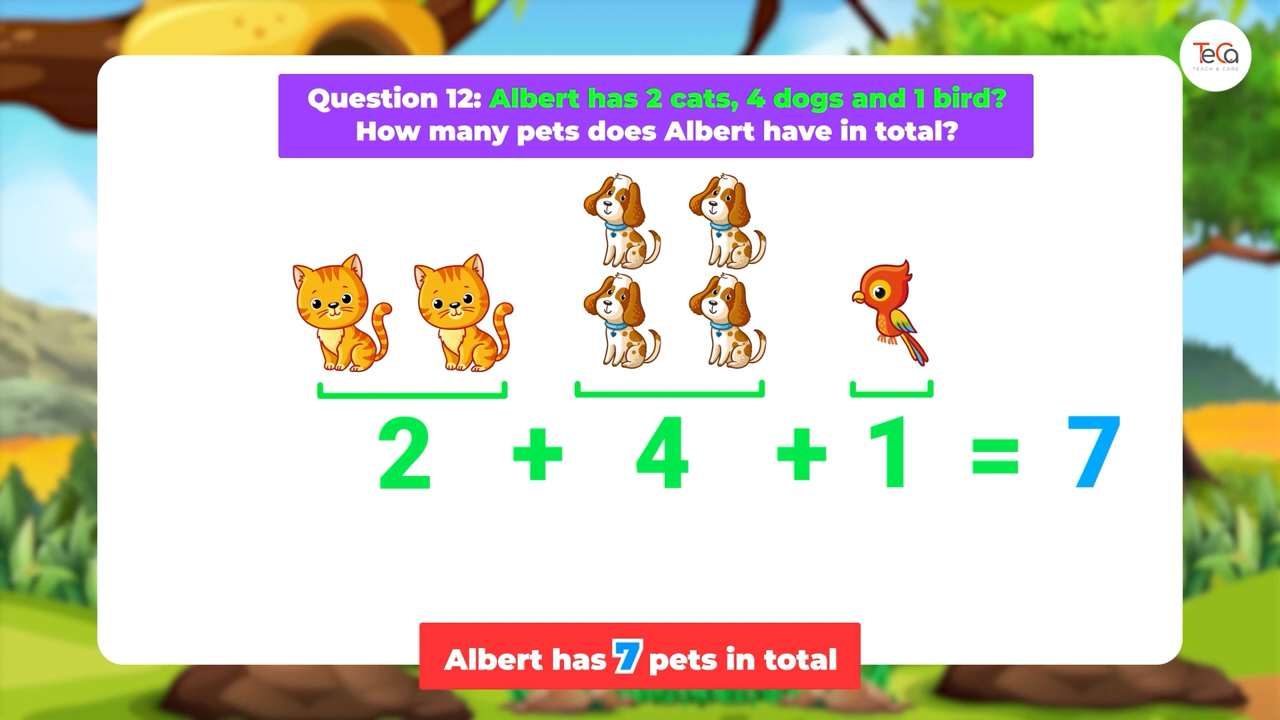 TeCa
TEACH & CARE
Question 12: Albert has 2 cats, 4 dogs and 1 bird?
How many pets does Albert have in total?
2 + 4 + 1 = 7
Albert has 7 pets in total